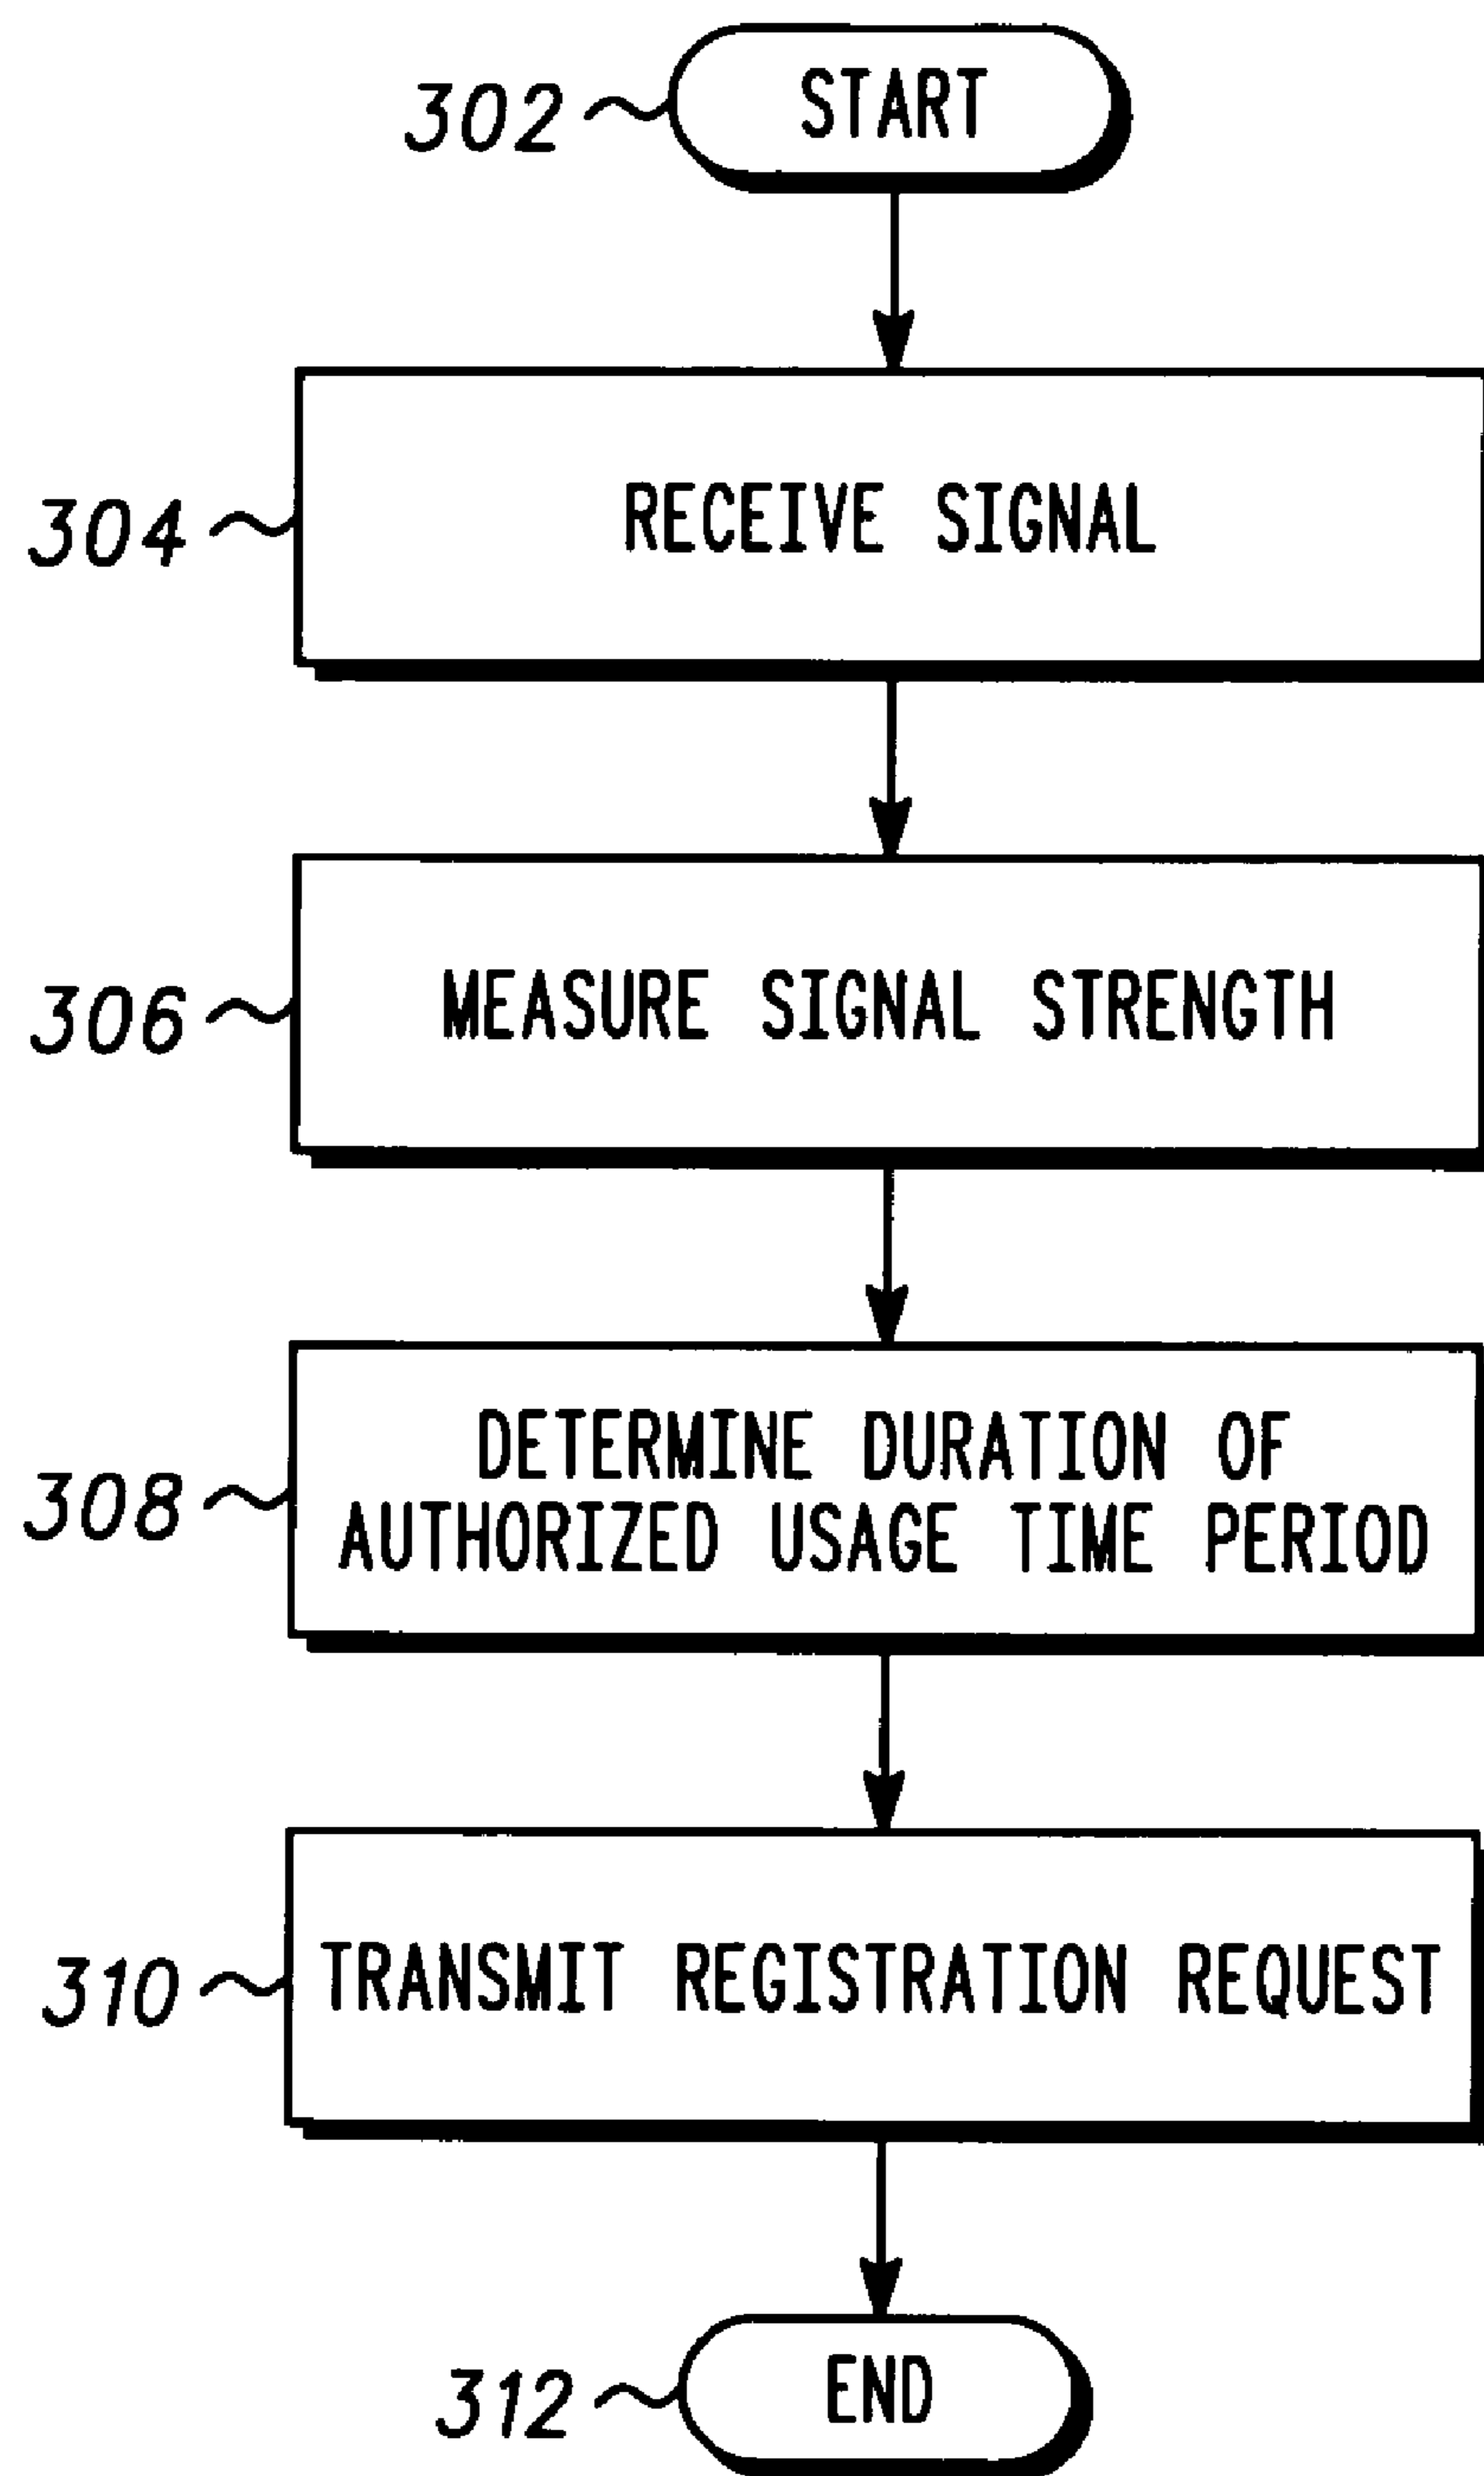 302 START
304 RECEIVE SIGNAL
306 MEASURE SIGNAL STRENGTH
308 DETERMINE DURATION OF
AUTHORIZED USAGE TIME PERIOD
310 TRANSMIT REGISTRATION REQUEST
312 END